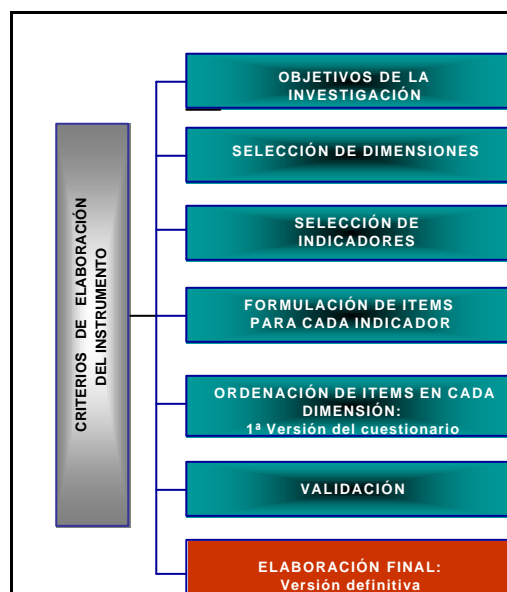 CRITERIOS DE ELABORACIÓN
DEL INSTRUMENTO
OBJETIVOS DE LA
INVESTIGACIÓN
SELECCIÓN DE DIMENSIONES
SELECCIÓN DE
INDICADORES
FORMULACIÓN DE ITEMS
PARA CADA INDICADOR
ORDENACIÓN DE ITEMS EN CADA
DIMENSIÓN:
1ª Versión del cuestionario
VALIDACIÓN
ELABORACIÓN FINAL:
Versión definitiva